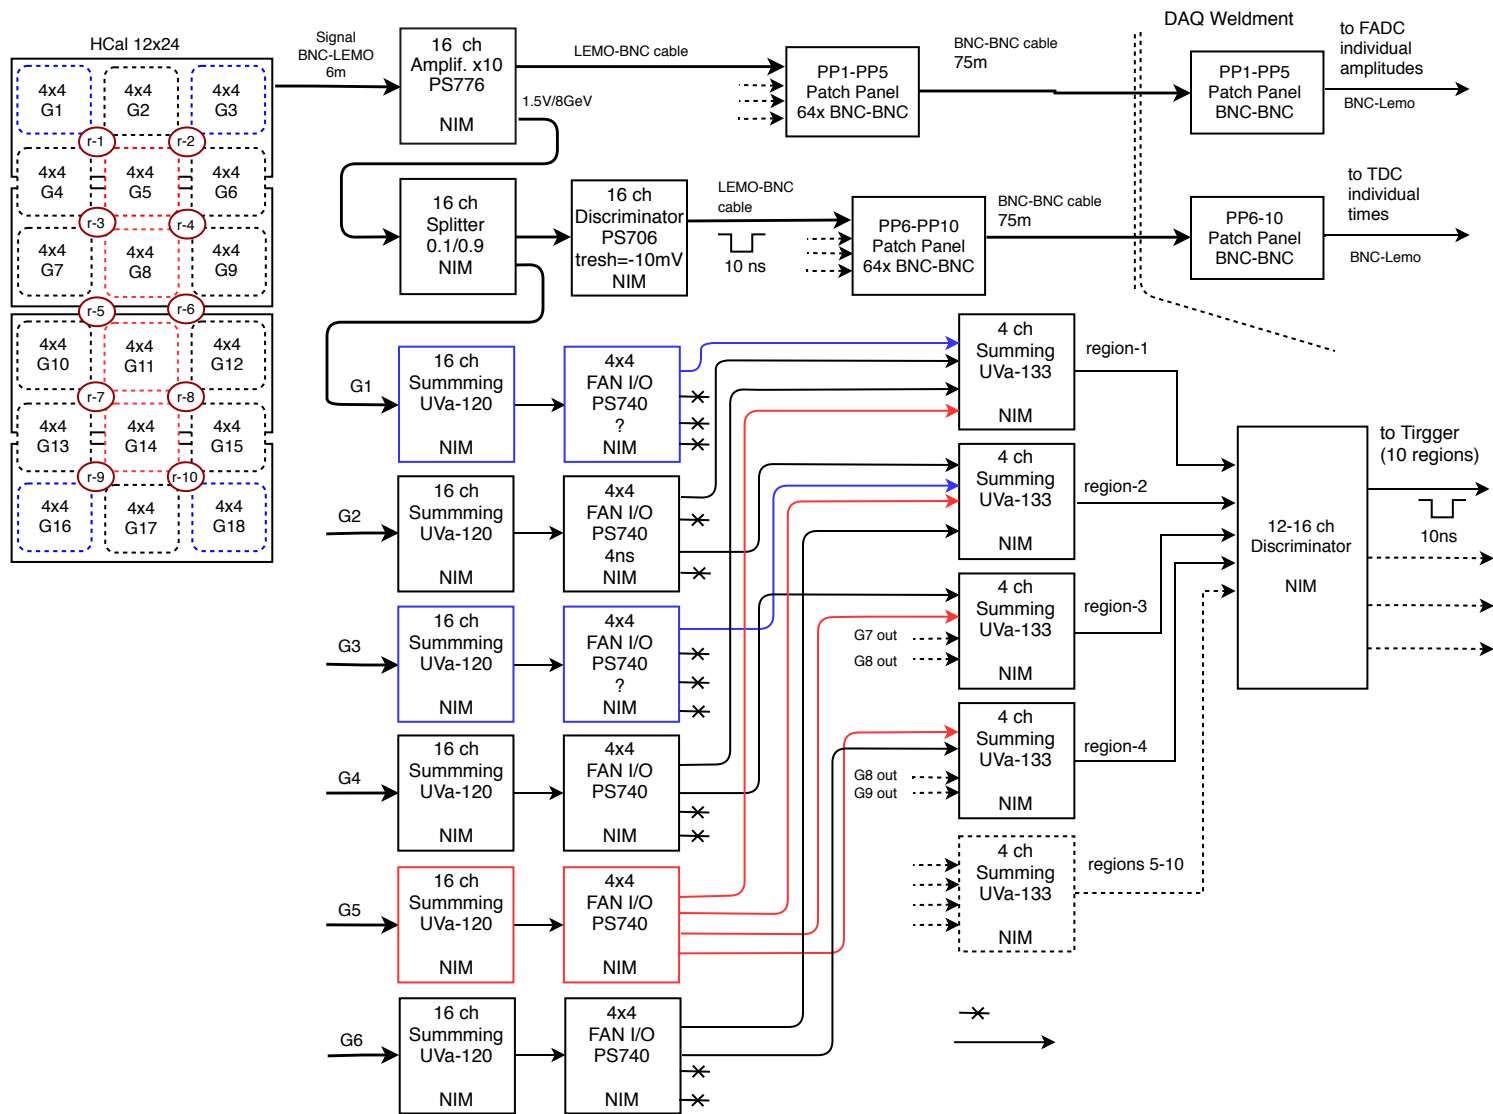 HCal 12x24
4x4
G1
4x4
G2
4x4
G3
r-1
r-2
4x4
G4
4x4
G5
4x4
G6
r-3
r-4
4x4
G7
4x4
G8
4x4
G9
r-5
r-6
4x4
G10
4x4
G11
4x4
G12
r-7
r-8
4x4
G13
4x4
G14
4x4
G15
r-9
r-10
4x4
G16
4x4
G17
4x4
G18
Signal
BNC-LEMO
6m
16 ch
Amplif. x10
PS776
NIM
LEMO-BNC cable
1.5V/8GeV
PP1-PP5
Patch Panel
64x BNC-BNC
BNC-BNC cable
75m
DAQ Weldment
PP1-PP5
Patch Panel
BNC-BNC
to FADC
individual
amplitudes
BNC-Lemo
16 ch
Splitter
0.1/0.9
NIM
16 ch
Discriminator
PS706
tresh=-10mV
NIM
LEMO-BNC
cable
10 ns
PP6-PP10
Patch Panel
64x BNC-BNC
BNC-BNC cable
75m
PP6-10
Patch Panel
BNC-BNC
to TDC
individual
times
BNC-Lemo
G1
16 ch
Summming
UVa-120
NIM
4x4
FAN I/O
PS740
?
NIM
G2
16 ch
Summming
UVa-120
NIM
4x4
FAN I/O
PS740
4ns
NIM
G3
16 ch
Summming
UVa-120
NIM
4x4
FAN I/O
PS740
?
NIM
G4
16 ch
Summming
UVa-120
NIM
4x4
FAN I/O
PS740
NIM
G5
16 ch
Summming
UVa-120
NIM
4x4
FAN I/O
PS740
NIM
G6
16 ch
Summming
UVa-120
NIM
4x4
FAN I/O
PS740
NIM
4 ch
Summing
UVa-133
NIM
region-1
4 ch
Summing
UVa-133
NIM
region-2
G7 out
G8 out
4 ch
Summing
UVa-133
NIM
region-3
G8 out
G9 out
4 ch
Summing
UVa-133
NIM
region-4
4 ch
Summing
UVa-133
NIM
regions 5-10
12-16 ch
Discriminator
NIM
to Tirgger
(10 regions)
10ns